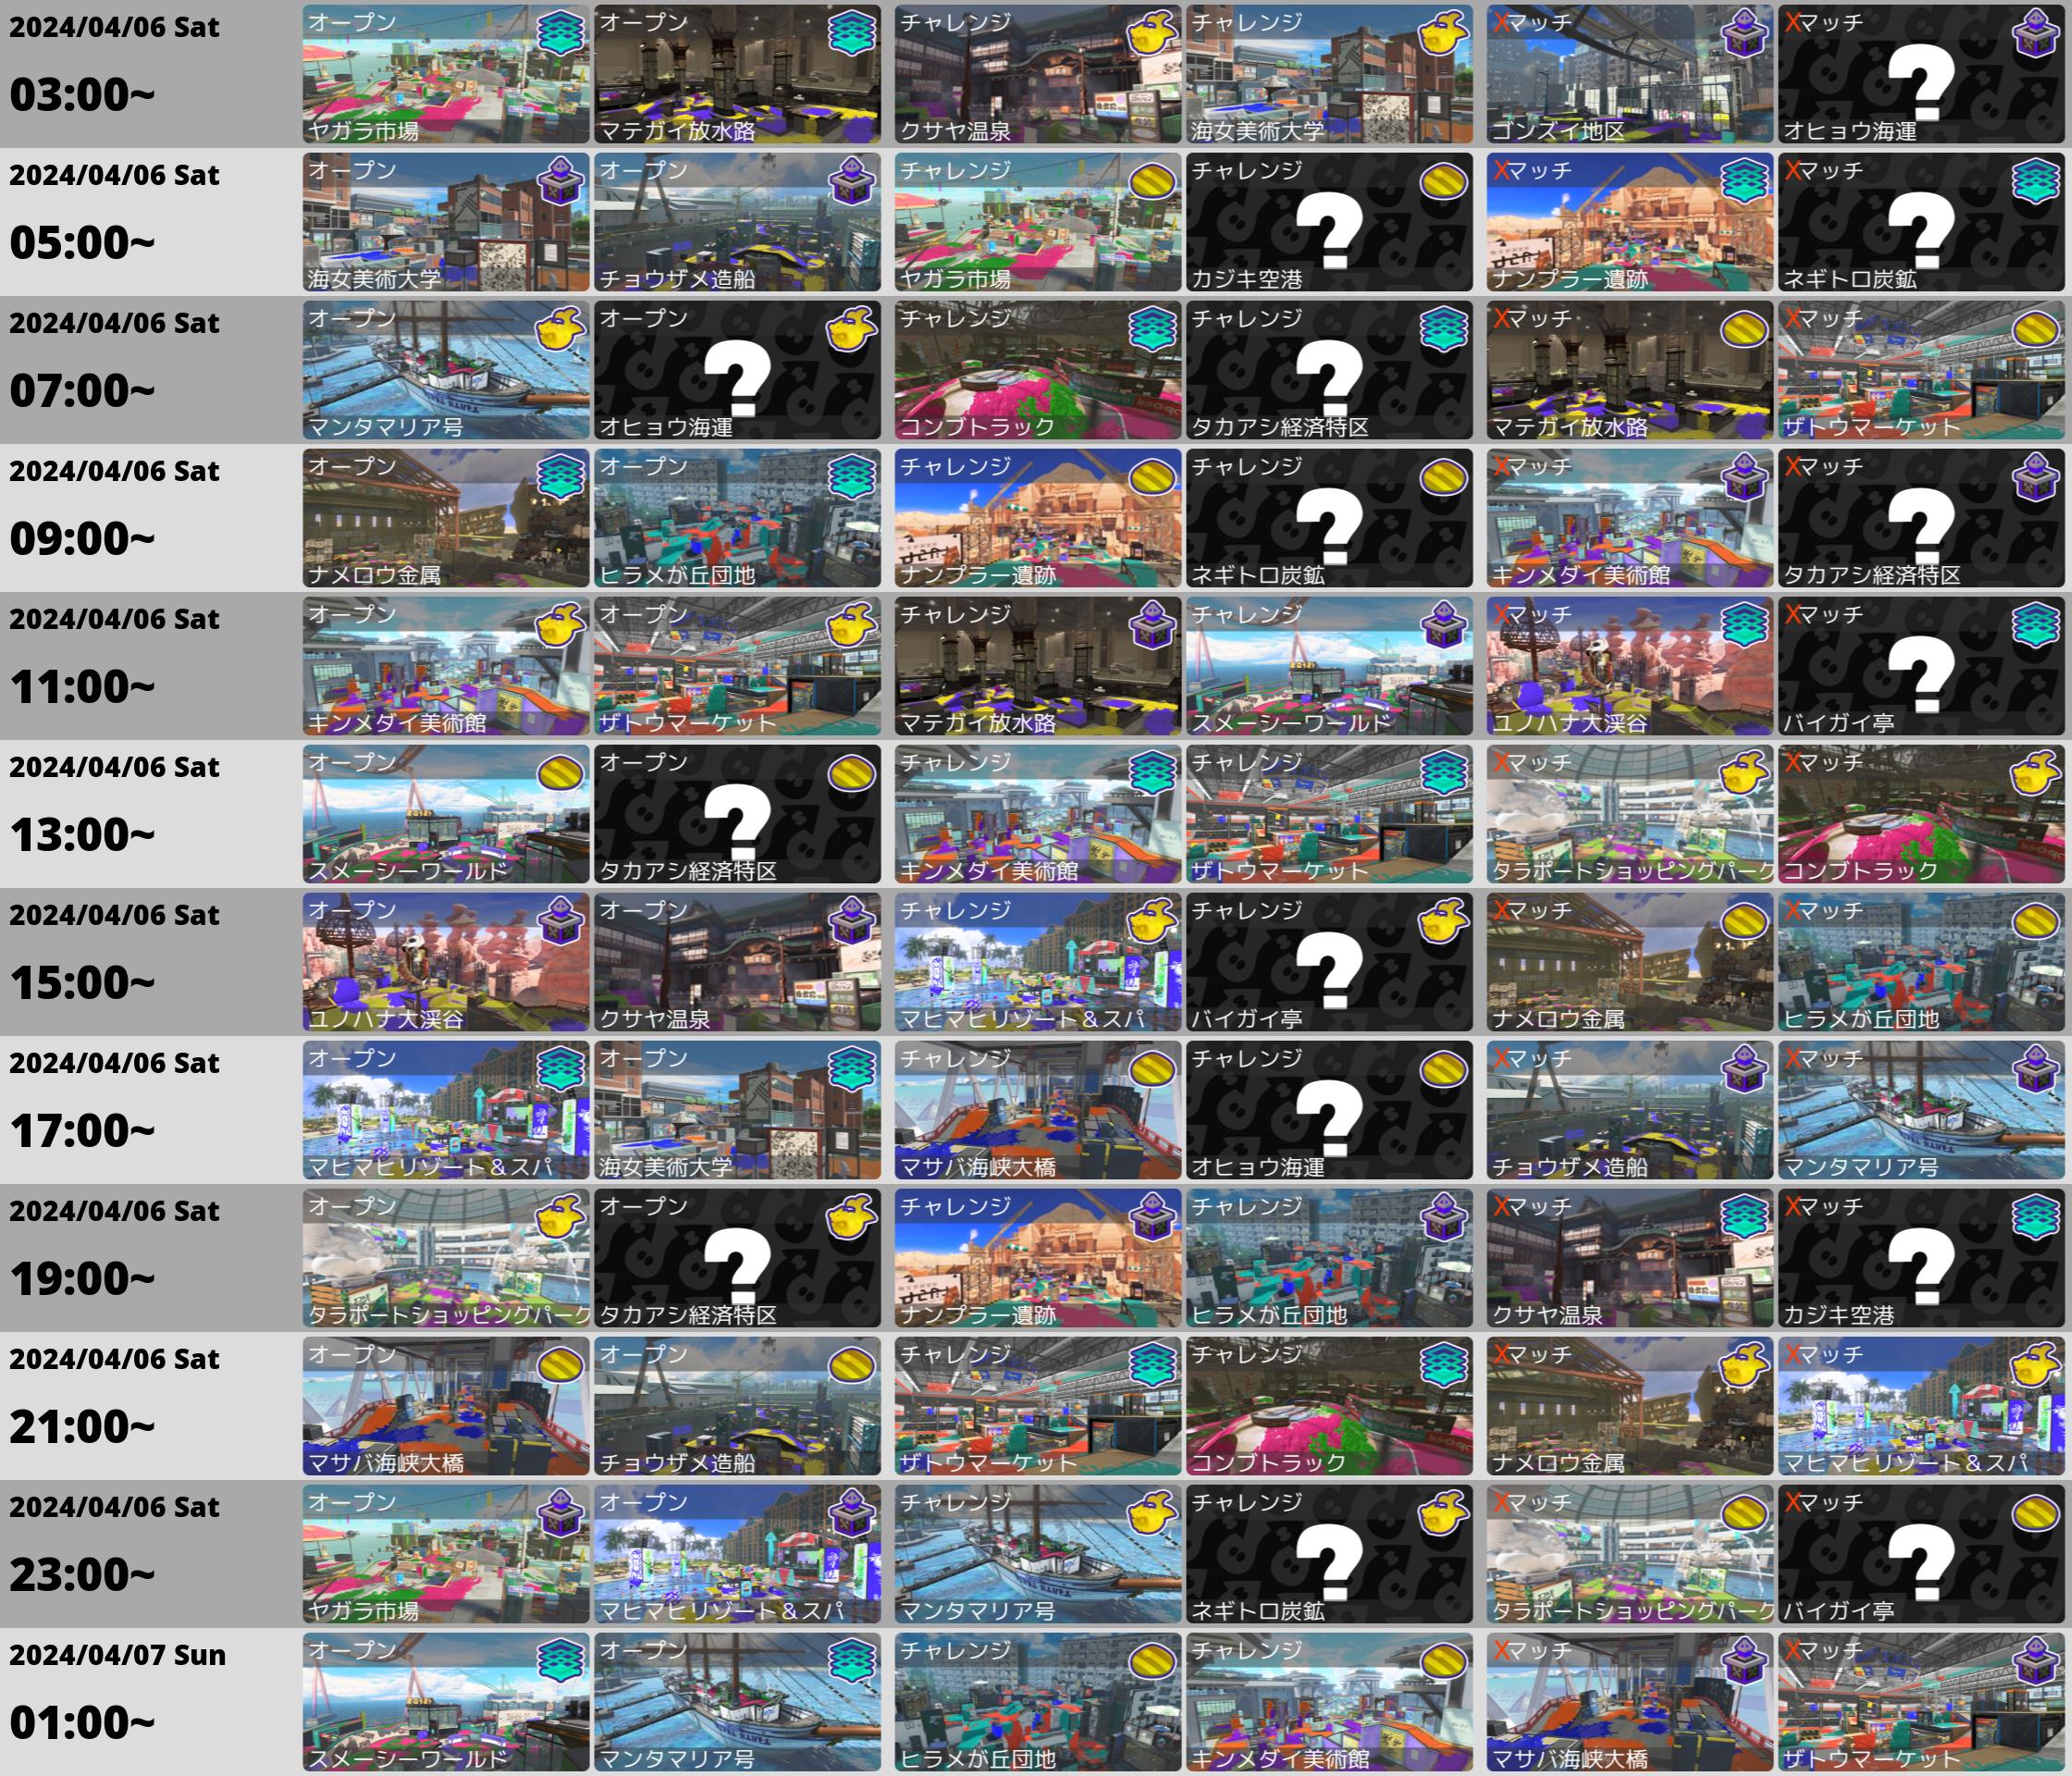 2024/04/06 Sat
03:00~
オープン
ヤガラ市場
オープン
マテガイ放水路
チャレンジ
クサヤ温泉
チャレンジ
海女美術大学
Xマッチ
ゴンズイ地区
Xマッチ
オヒョウ海運
2024/04/06 Sat
05:00~
オープン
海女美術大学
オープン
チョウザメ造船
チャレンジ
ヤガラ市場
チャレンジ
カジキ空港
Xマッチ
ナンプラー遺跡
Xマッチ
ネギトロ炭鉱
2024/04/06 Sat
07:00~
オープン
マンタマリア号
オープン
オヒョウ海運
チャレンジ
コンブトラック
チャレンジ
タカアシ経済特区
Xマッチ
マテガイ放水路
Xマッチ
ザトウマーケット
2024/04/06 Sat
09:00~
オープン
ナメロウ金属
オープン
ヒラメが丘団地
チャレンジ
ナンプラー遺跡
チャレンジ
ネギトロ炭鉱
Xマッチ
キンメダイ美術館
Xマッチ
タカアシ経済特区
2024/04/06 Sat
11:00~
オープン
キンメダイ美術館
オープン
ザトウマーケット
チャレンジ
マテガイ放水路
チャレンジ
スメーシーワールド
Xマッチ
ユノハナ大渓谷
Xマッチ
バイガイ亭
2024/04/06 Sat
13:00~
オープン
スメーシーワールド
オープン
タカアシ経済特区
チャレンジ
キンメダイ美術館
チャレンジ
ザトウマーケット
Xマッチ
タラポートショッピングパーク
Xマッチ
コンブトラック
2024/04/06 Sat
15:00~
オープン
ユノハナ大渓谷
オープン
クサヤ温泉
チャレンジ
マヒマヒリゾート＆スパ
チャレンジ
バイガイ亭
Xマッチ
ナメロウ金属
Xマッチ
ヒラメが丘団地
2024/04/06 Sat
17:00~
オープン
マヒマヒリゾート＆スパ
オープン
海女美術大学
チャレンジ
マサバ海峡大橋
チャレンジ
オヒョウ海運
Xマッチ
チョウザメ造船
Xマッチ
マンタマリア号
2024/04/06 Sat
19:00~
オープン
タラポートショッピングパーク
オープン
タカアシ経済特区
チャレンジ
ナンプラー遺跡
チャレンジ
ヒラメが丘団地
Xマッチ
クサヤ温泉
Xマッチ
カジキ空港
2024/04/06 Sat
21:00~
オープン
マサバ海峡大橋
オープン
チョウザメ造船
チャレンジ
ザトウマーケット
チャレンジ
コンブトラック
Xマッチ
ナメロウ金属
Xマッチ
マヒマヒリゾート＆スパ
2024/04/06 Sat
23:00~
オープン
ヤガラ市場
オープン
マヒマヒリゾート＆スパ
チャレンジ
マンタマリア号
チャレンジ
ネギトロ炭鉱
Xマッチ
タラポートショッピングパーク
Xマッチ
バイガイ亭
2024/04/07 Sun
01:00~
オープン
スメーシーワールド
オープン
マンタマリア号
チャレンジ
ヒラメが丘団地
チャレンジ
キンメダイ美術館
Xマッチ
マサバ海峡大橋
Xマッチ
ザトウマーケット